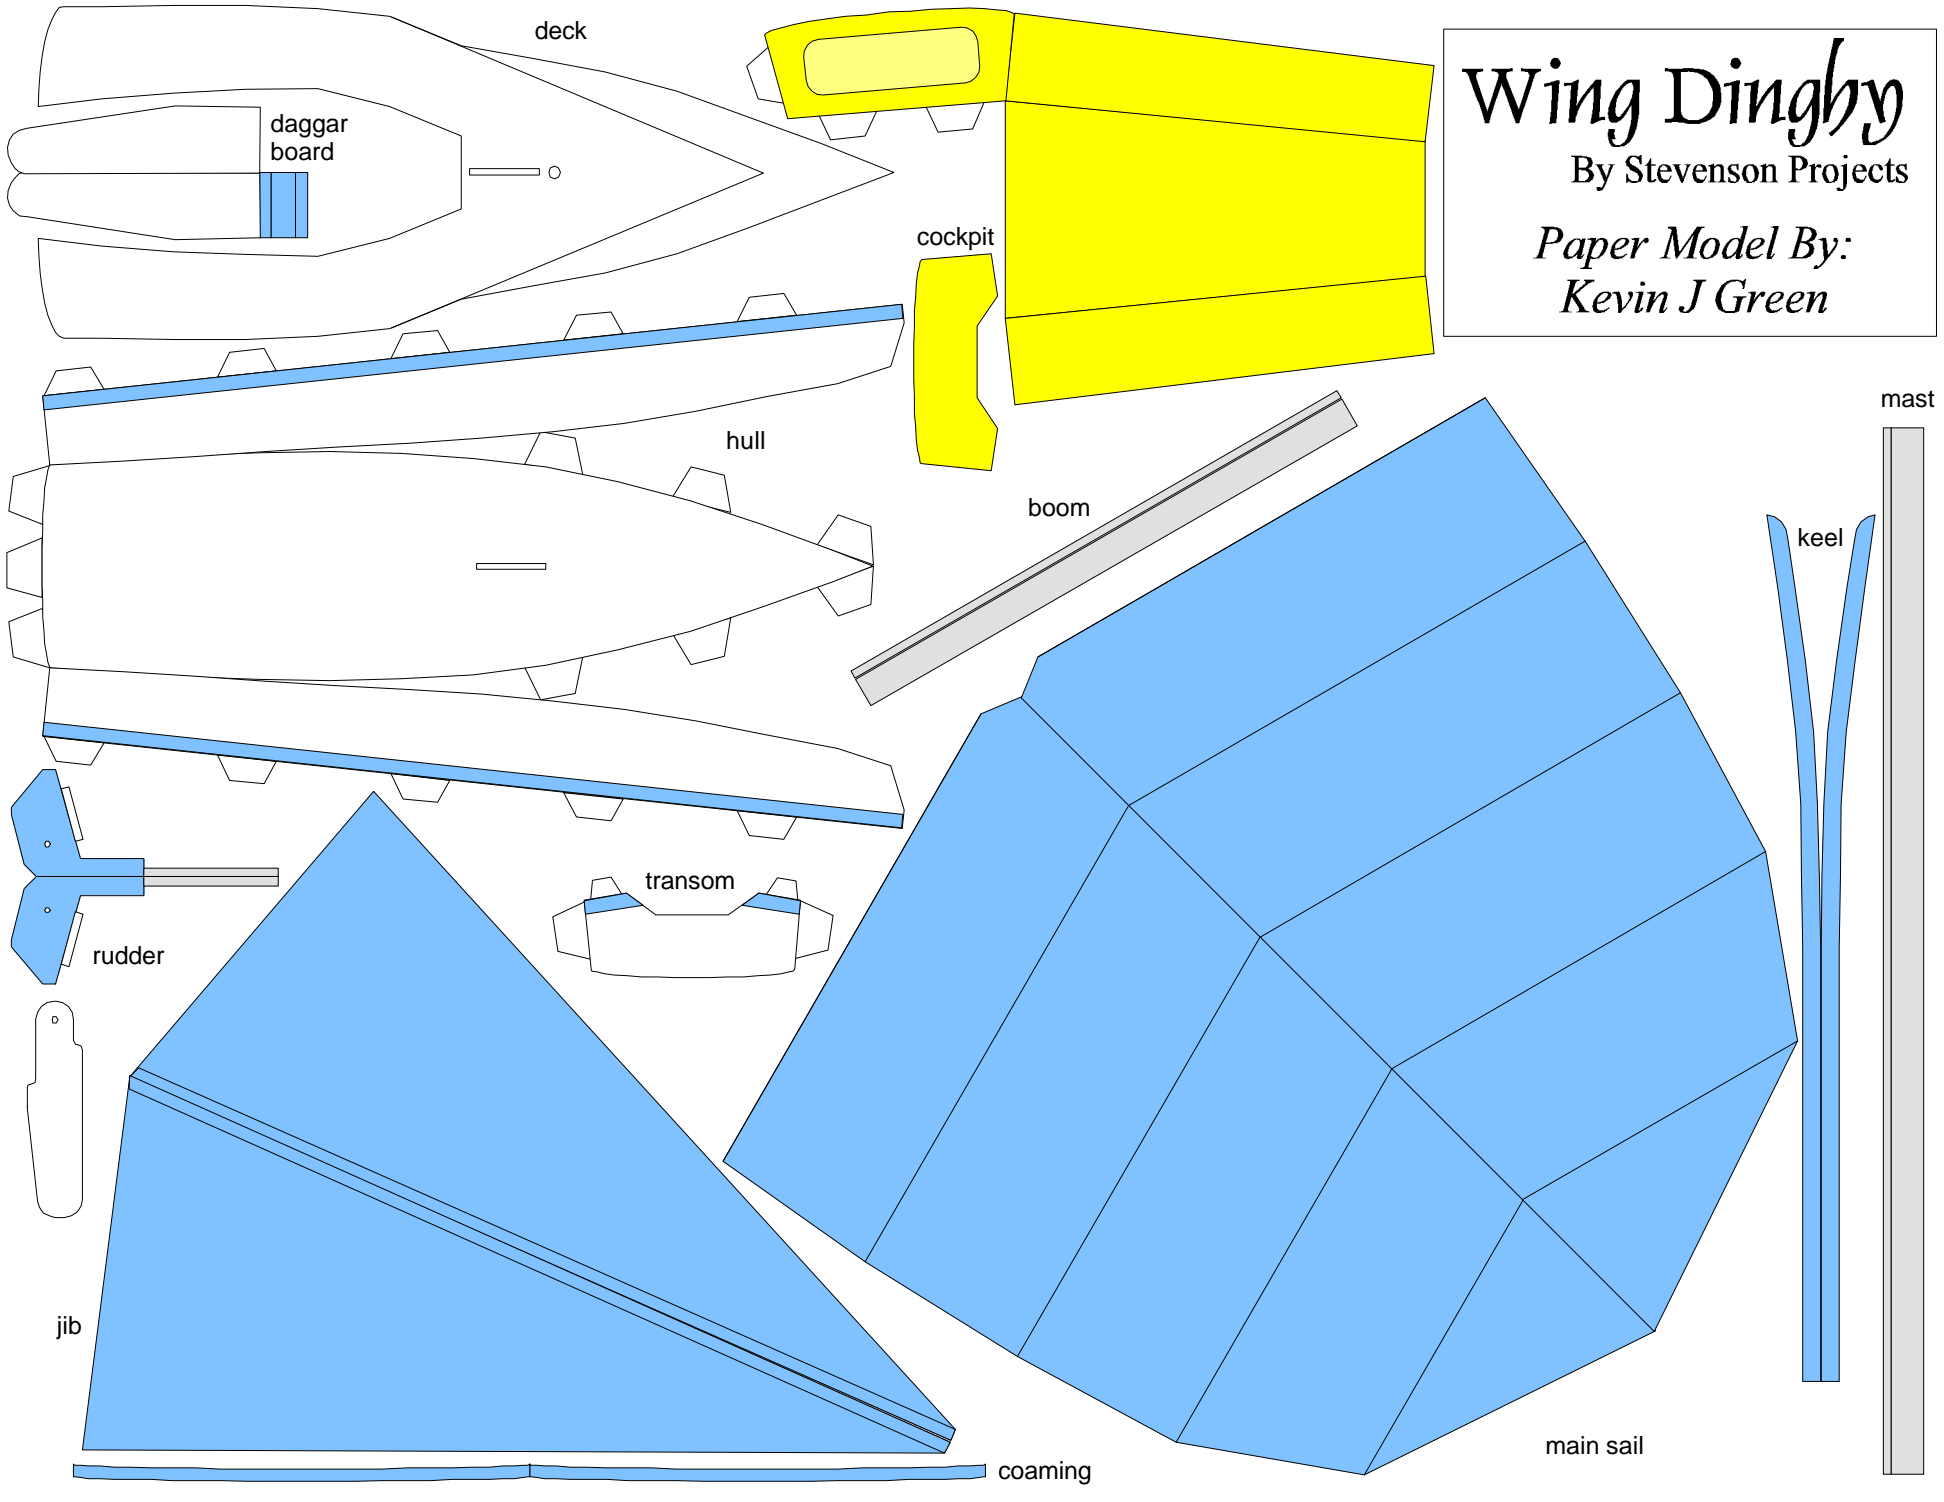 deck
Wing Dinghy
By Stevenson Projects
Paper Model By:
Kevin J Green
daggar
board
cockpit
mast
hull
boom
keel
transom
rudder
jib
main sail
coaming